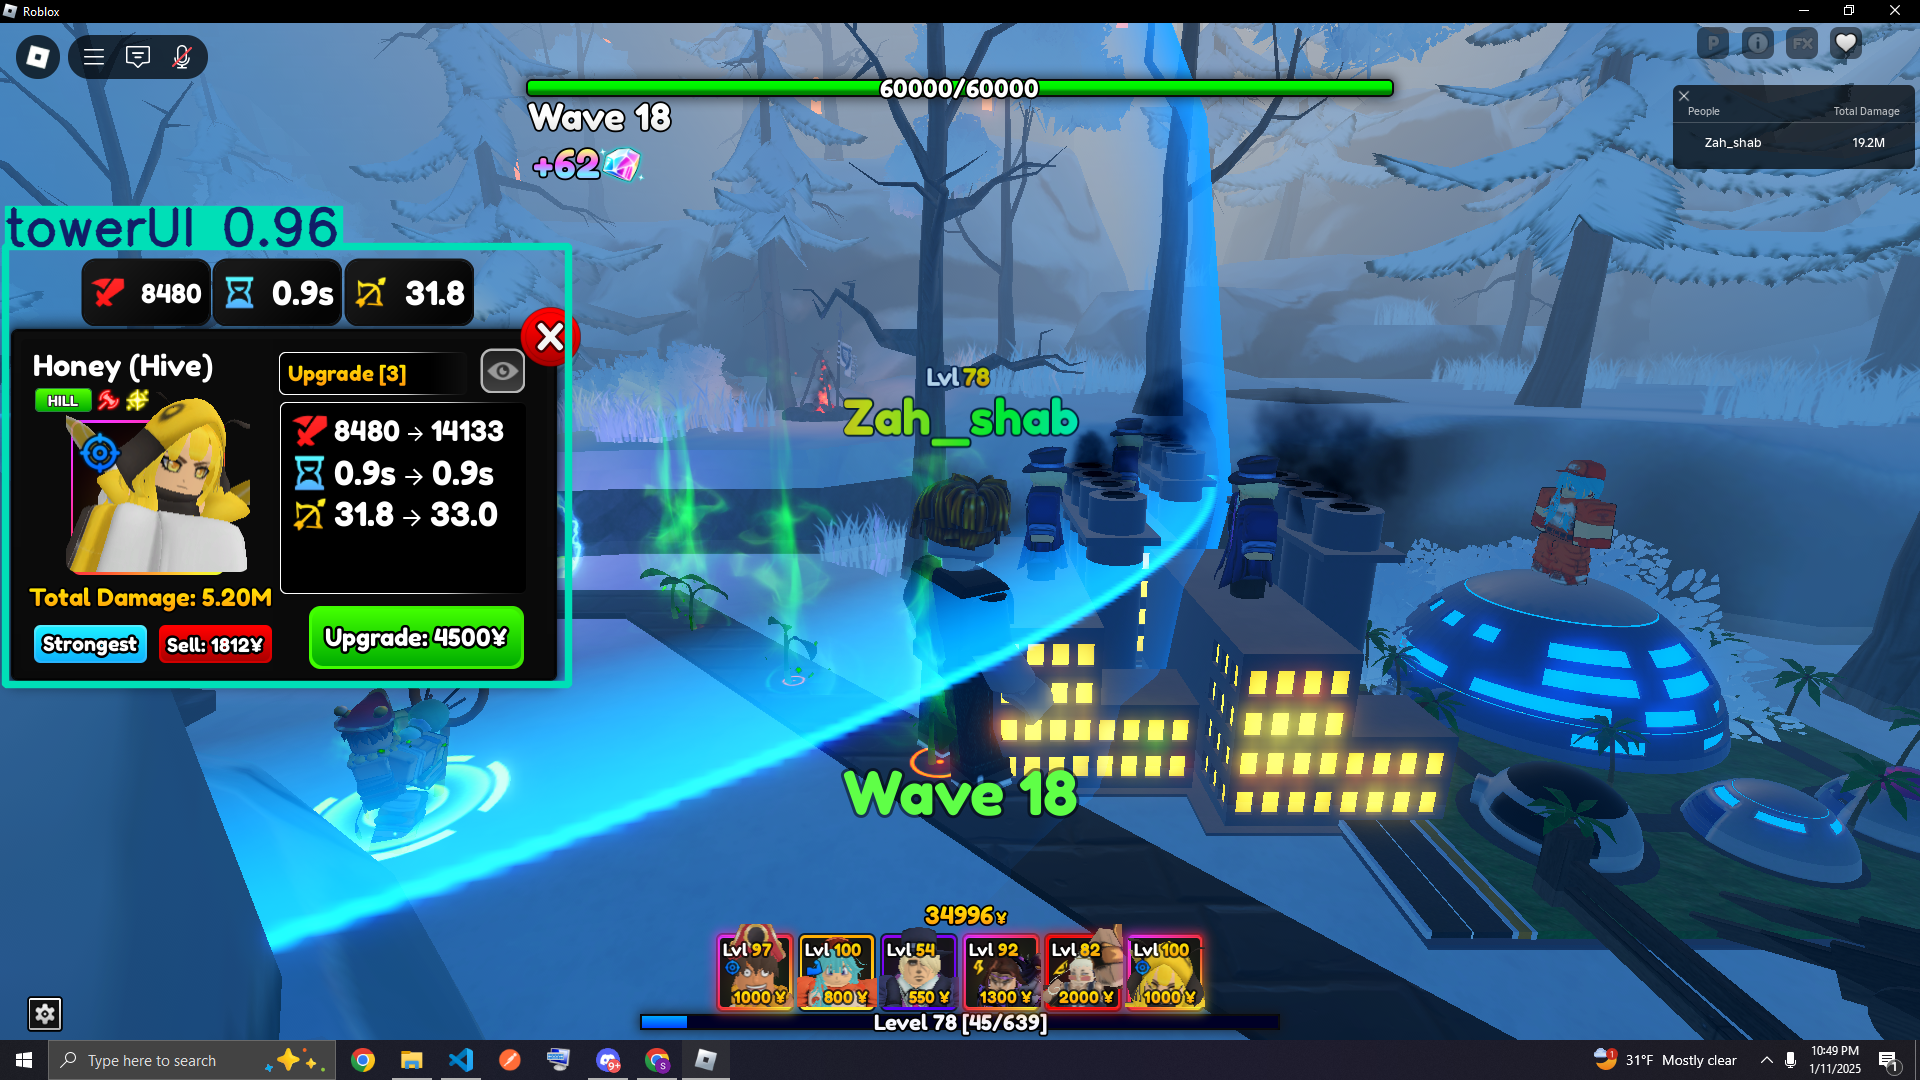 Roblox
60000/60000
Wave 18
+62
P
FX
People
Total Damage
Zah_shab
19.2M
towerUI 0.96
8480
0.9s
31.8
Honey (Hive)
HILL
Upgrade [3]
8480 → 14133
0.9s → 0.9s
31.8 → 33.0
Total Damage: 5.20M
Strongest
Sell: 1812¥
Upgrade: 4500¥
Lvl 78
Zah_shab
Wave 18
34996¥
Lvl 97
Lvl 100
Lvl 54
Lvl 92
Lvl 82
Lvl 100
1000 ¥
800 ¥
550 ¥
1300 ¥
2000 ¥
1000 ¥
Level 78 [45/639]
Type here to search
9+
S
1
31°F Mostly clear
10:49 PM
1/11/2025
1